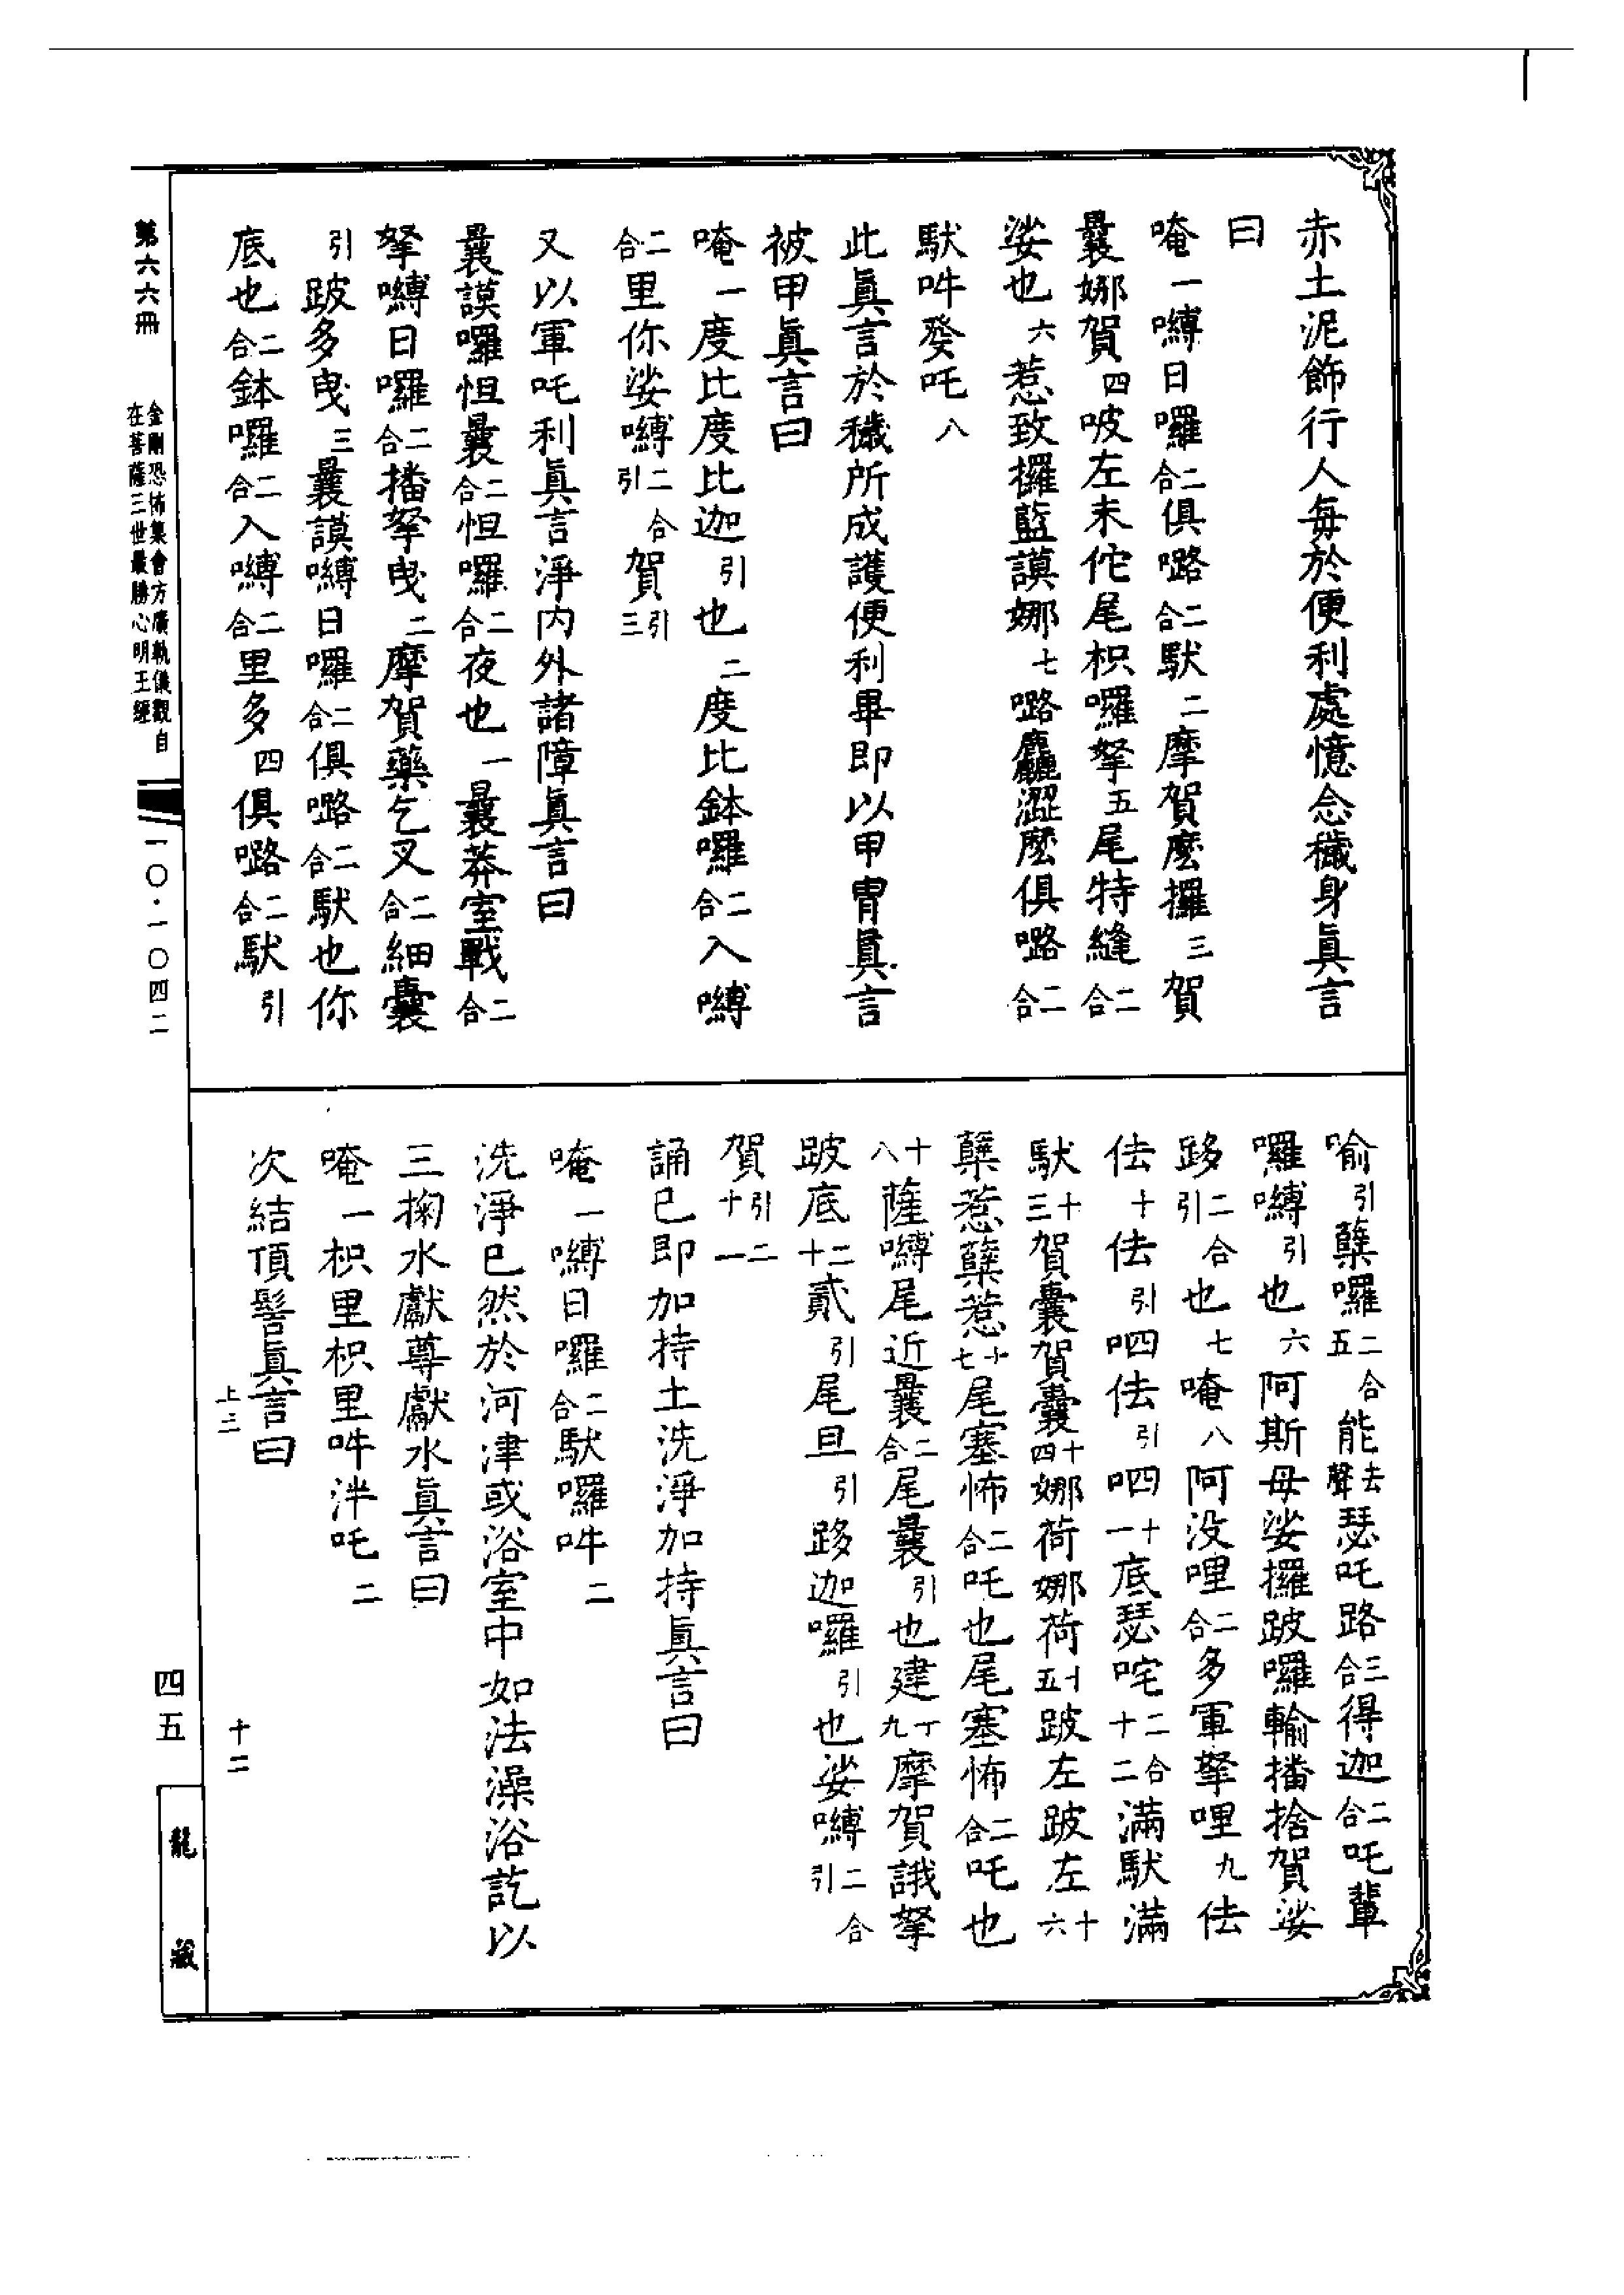 赤土泥飾行人每於便利處憶念穢身眞言
曰
唵一嚩日囉二合俱嚕二合馱二摩賀麽攞三賀
曩娜賀四吺左未佗尾枳囉拏五尾特縫二合
娑也六惹致攞藍謨娜七嚕麤澀麽俱嚕二合
馱吽癹吒八
此眞言於穢所成護便利畢即以甲冑眞言
被甲眞言曰
唵一度比度比迦引也二度比鉢囉二合入嚩
二合里你娑嚩二合引賀引三
又以軍吒利眞言淨内外諸障眞言曰
曩謨囉怛曩二合怛囉二合夜也一曩莽室戰二合
拏嚩日囉二合播拏曳二摩賀藥乞叉二合細曩
引跛多曳三曩謨嚩日囉二合俱嚕二合馱也你
底也二合鉢囉二合入嚩二合里多四俱嚕二合馱引
喻引蘖囉二合五能去聲瑟吒路三合得迦二合吒輩
囉嚩引也六阿斯母娑攞跛囉輸播捨賀娑
路二合引也七唵八阿没哩二合多軍拏哩九佉
佉十佉引呬佉引呬十一底瑟咤二合十二滿馱滿
馱十三賀曩賀曩十四娜荷娜荷十五跛左跛左十六
蘖惹蘖惹十七尾塞怖二合吒也尾塞怖二合吒也
十八薩嚩尾近曩二合尾曩引也建十九摩賀誐拏
跛底二十貳引尾旦引路迦囉引也娑嚩二合引
賀引二十一
誦已即加持土洗淨加持眞言曰
唵一嚩日囉二合馱囉吽二
洗淨已然於河津或浴室中如法澡浴訖以
三掬水獻尊獻水眞言曰
唵一枳里枳里吽泮吒二
次結頂髻眞言曰
上三
十二
第六六冊
金剛恐怖集會方廣軌儀觀自
在菩薩三世最勝心明王經
一〇·一〇四二
四五
龍藏